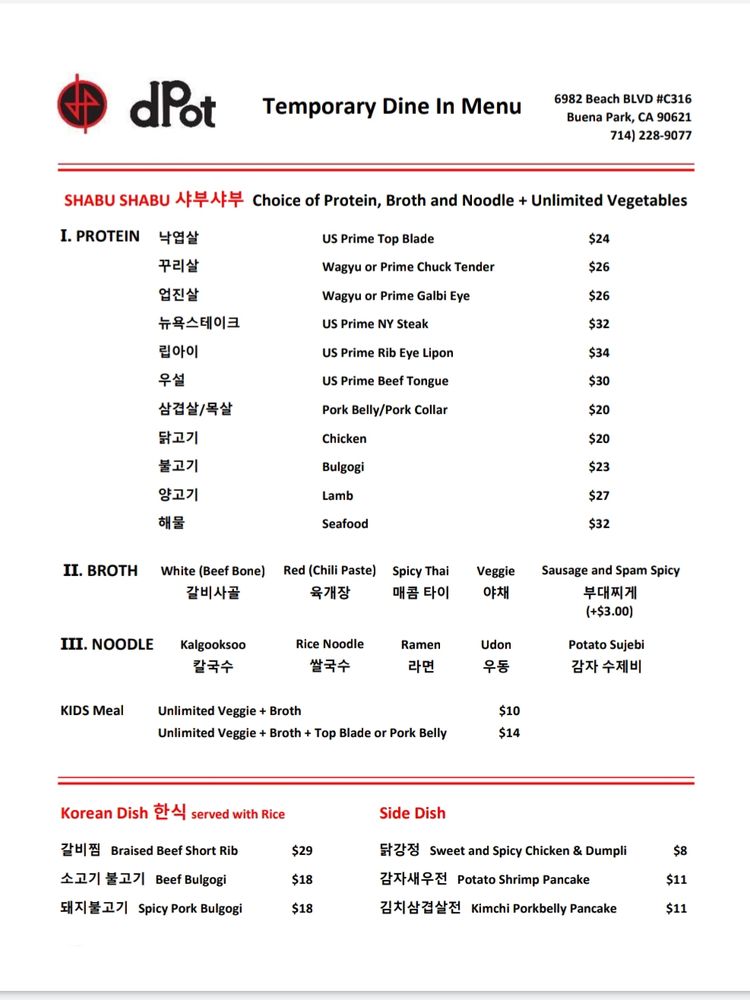 dPot
Temporary Dine In Menu
6982 Beach BLVD #C316
Buena Park, CA 90621
714) 228-9077
SHABU SHABU 샤부샤부 Choice of Protein, Broth and Noodle + Unlimited Vegetables
I. PROTEIN 낙엽살 US Prime Top Blade $24
꾸리살 Wagyu or Prime Chuck Tender $26
업진살 Wagyu or Prime Galbi Eye $26
뉴욕스테이크 US Prime NY Steak $32
립아이 US Prime Rib Eye Lipon $34
우설 US Prime Beef Tongue $30
삼겹살/목살 Pork Belly/Pork Collar $20
닭고기 Chicken $20
불고기 Bulgogi $23
양고기 Lamb $27
해물 Seafood $32
II. BROTH White (Beef Bone) Red (Chili Paste) Spicy Thai Veggie Sausage and Spam Spicy
갈비사골 육개장 매콤 타이 야채 부대찌게
(+$3.00)
III. NOODLE Kalgooksoo Rice Noodle Ramen Udon Potato Sujebi
칼국수 쌀국수 라면 우동 감자 수제비
KIDS Meal Unlimited Veggie + Broth $10
Unlimited Veggie + Broth + Top Blade or Pork Belly $14
Korean Dish 한식 served with Rice
갈비찜 Braised Beef Short Rib $29
소고기 불고기 Beef Bulgogi $18
돼지불고기 Spicy Pork Bulgogi $18
Side Dish
닭강정 Sweet and Spicy Chicken & Dumpli $8
감자새우전 Potato Shrimp Pancake $11
김치삼겹살전 Kimchi Porkbelly Pancake $11